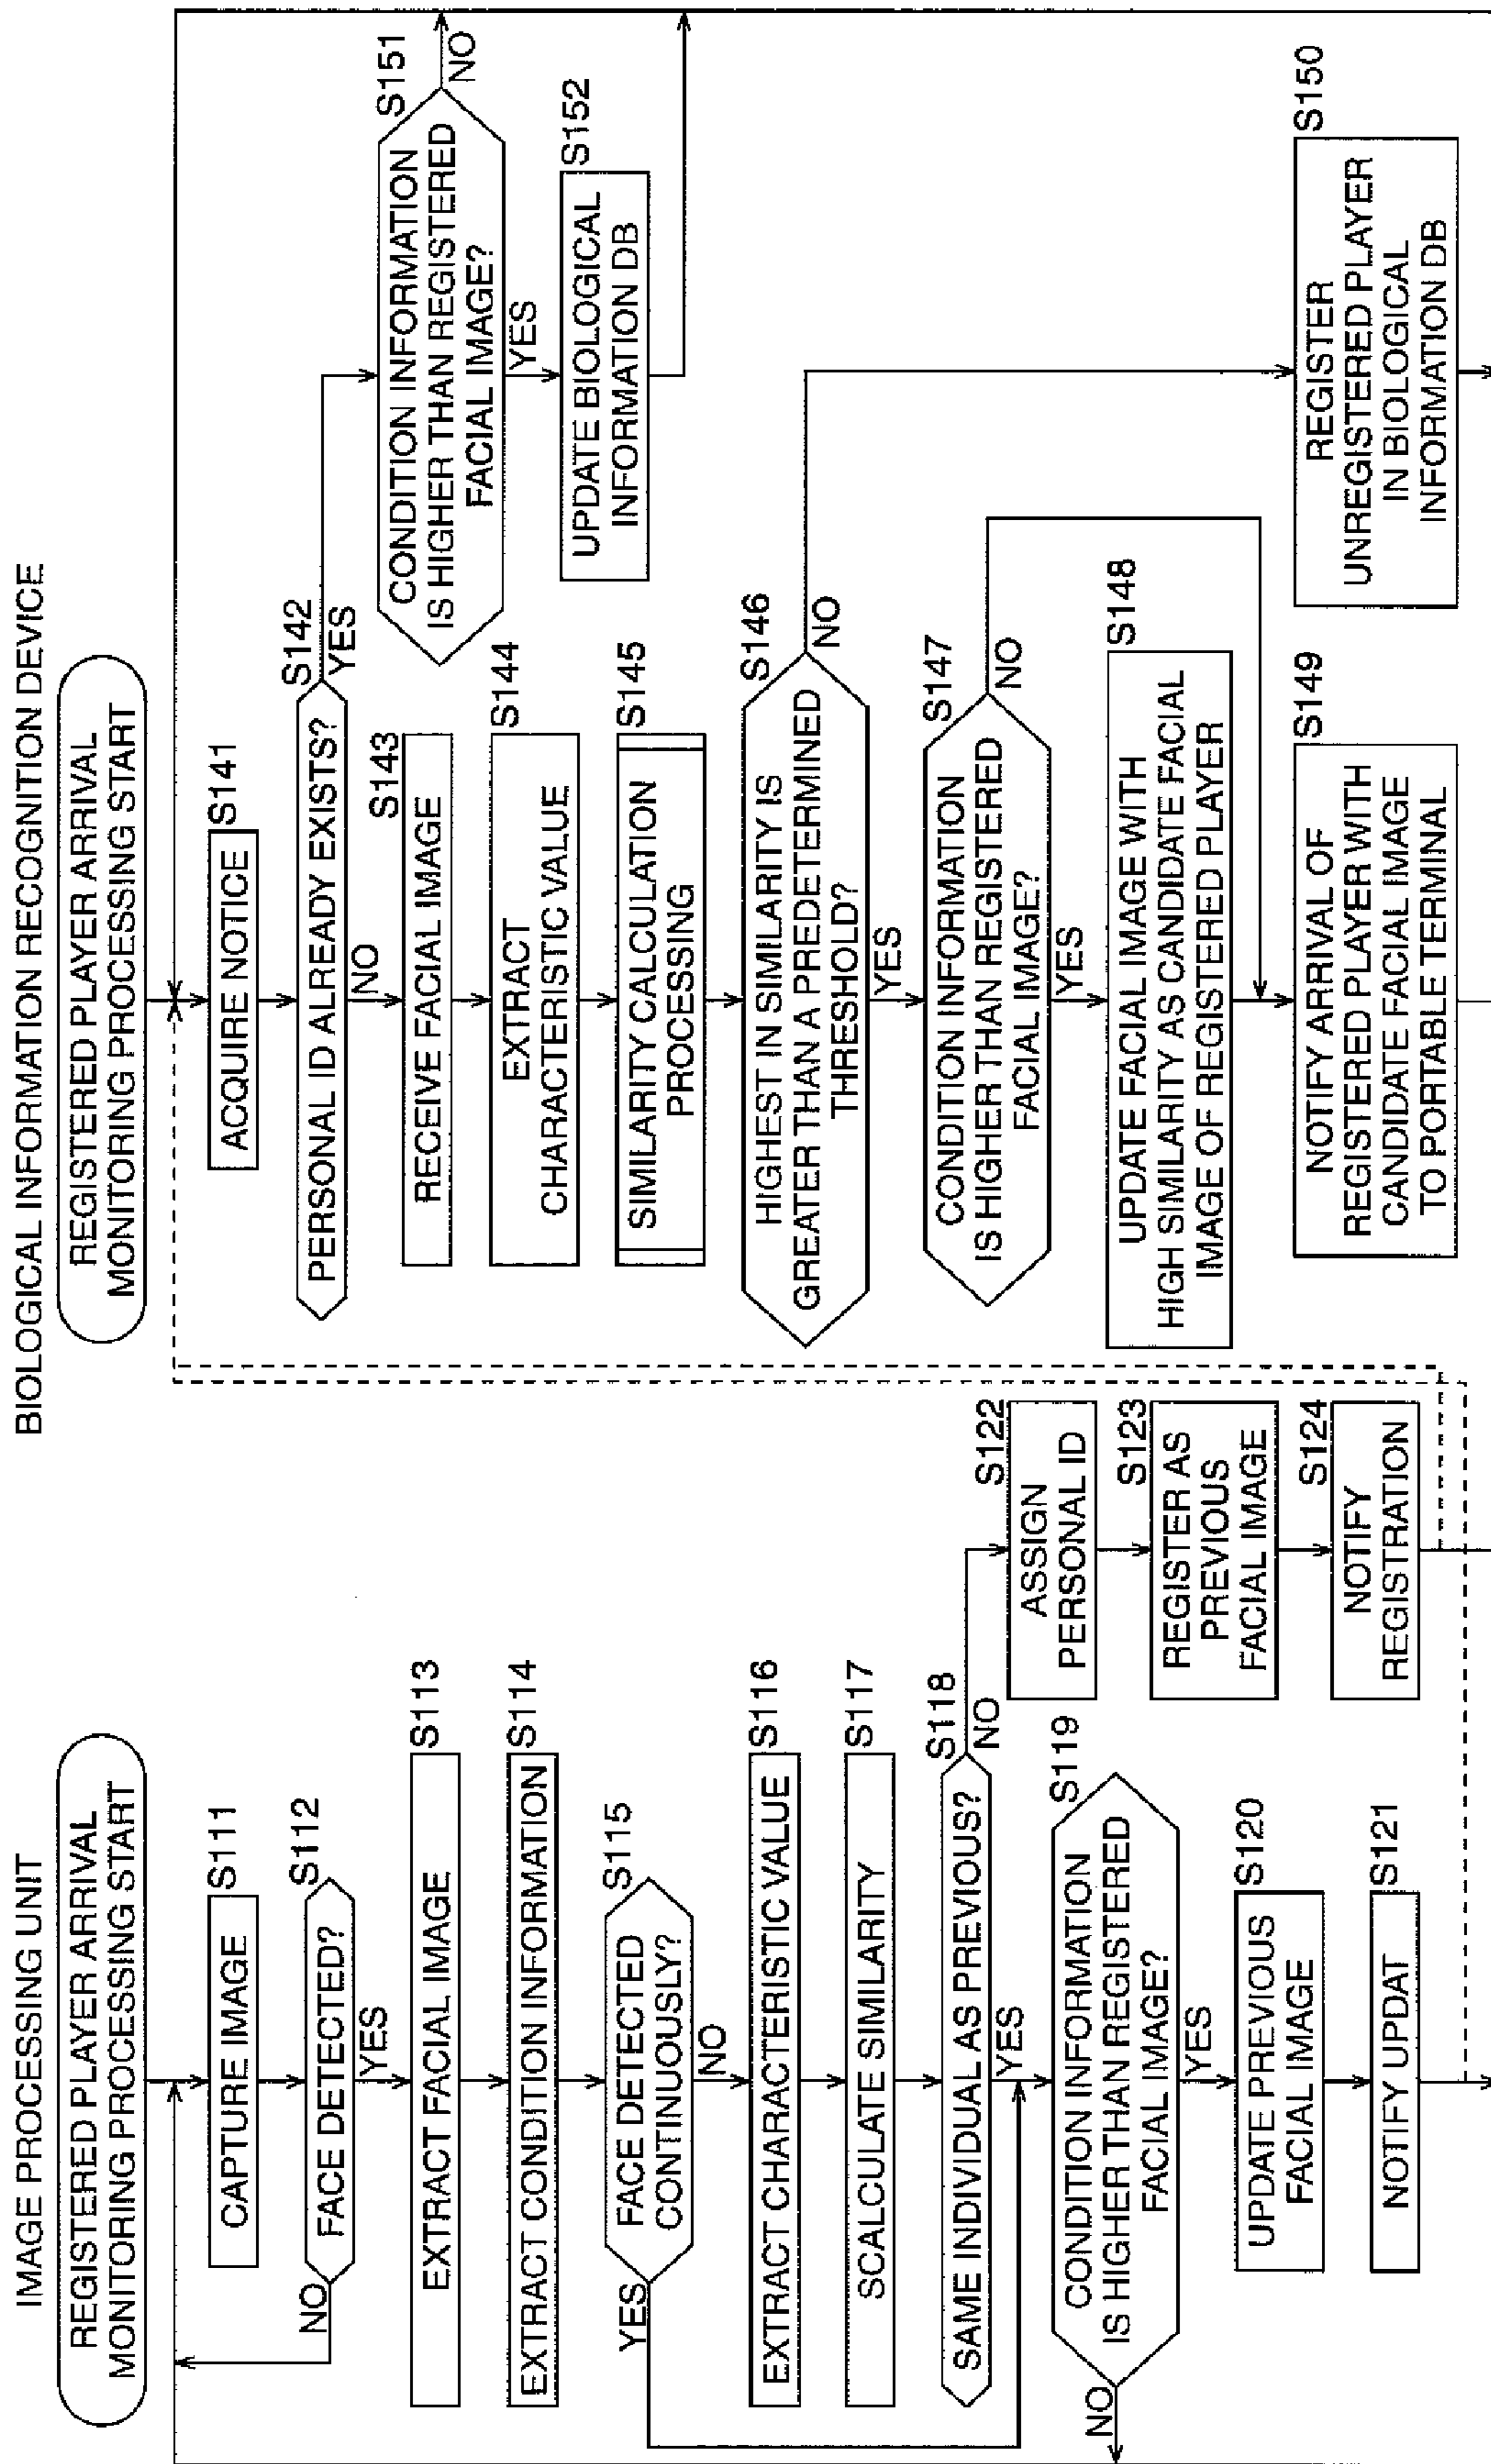 IMAGE PROCESSING UNIT
REGISTERED PLAYER ARRIVAL
MONITORING PROCESSING START
CAPTURE IMAGE
S111
FACE DETECTED?
S112
NO
YES
EXTRACT FACIAL IMAGE
S113
EXTRACT CONDITION INFORMATION
S114
FACE DETECTED
CONTINUOUSLY?
S115
YES
NO
EXTRACT CHARACTERISTIC VALUE
S116
SCALCULATE SIMILARITY
S117
SAME INDIVIDUAL AS PREVIOUS?
S118
NO
YES
CONDITION INFORMATION
IS HIGHER THAN REGISTERED
FACIAL IMAGE?
S119
NO
YES
UPDATE PREVIOUS
FACIAL IMAGE
S120
NOTIFY UPDAT
S121
ASSIGN
PERSONAL ID
S122
REGISTER AS
PREVIOUS
FACIAL IMAGE
S123
NOTIFY
REGISTRATION
S124
BIOLOGICAL INFORMATION RECOGNITION DEVICE
REGISTERED PLAYER ARRIVAL
MONITORING PROCESSING START
ACQUIRE NOTICE
S141
PERSONAL ID ALREADY EXISTS?
S142
YES
NO
RECEIVE FACIAL IMAGE
S143
EXTRACT
CHARACTERISTIC VALUE
S144
SIMILARITY CALCULATION
PROCESSING
S145
HIGHEST IN SIMILARITY IS
GREATER THAN A PREDETERMINED
THRESHOLD?
S146
NO
YES
CONDITION INFORMATION
IS HIGHER THAN REGISTERED
FACIAL IMAGE?
S147
NO
YES
UPDATE FACIAL IMAGE WITH
HIGH SIMILARITY AS CANDIDATE FACIAL
IMAGE OF REGISTERED PLAYER
S148
NOTIFY ARRIVAL OF
REGISTERED PLAYER WITH
CANDIDATE FACIAL IMAGE
TO PORTABLE TERMINAL
S149
CONDITION INFORMATION
IS HIGHER THAN REGISTERED
FACIAL IMAGE?
S151
NO
YES
UPDATE BIOLOGICAL
INFORMATION DB
S152
REGISTER
UNREGISTERED PLAYER
IN BIOLOGICAL
INFORMATION DB
S150